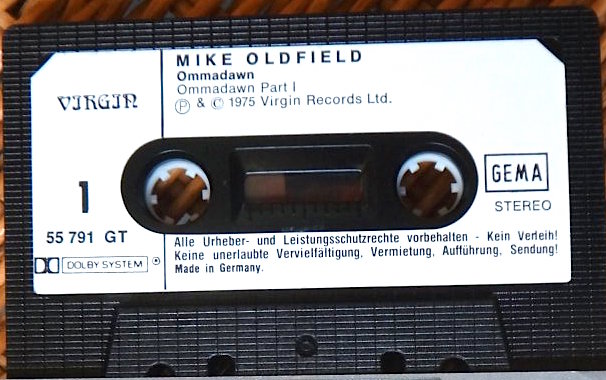 MIKE OLDFIELD
Ommadawn
Ommadawn Part I
Ⓟ & © 1975 Virgin Records Ltd.
VIRGIN
GEMA
1
STEREO
55 791 GT
DOLBY SYSTEM ®
Alle Urheber- und Leistungsschutzrechte vorbehalten - Kein Verleih!
Keine unerlaubte Vervielfältigung, Vermietung, Aufführung, Sendung!
Made in Germany.